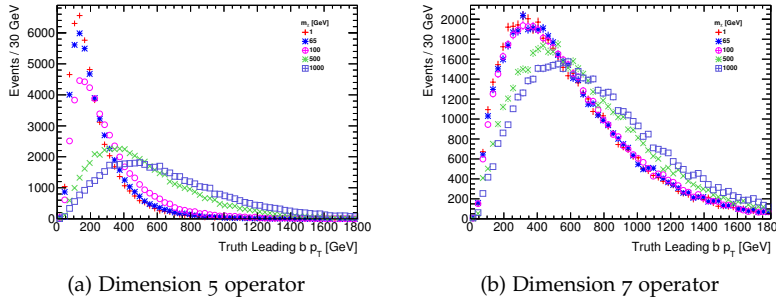 Events / 30 GeV
6000
5000
4000
3000
2000
1000
0
0 200 400 600 800 1000 1200 1400 1600 1800
Truth Leading b p_T [GeV]
m_χ [GeV]
1
65
100
500
1000
(a) Dimension 5 operator
Events / 30 GeV
2000
1800
1600
1400
1200
1000
800
600
400
200
0
0 200 400 600 800 1000 1200 1400 1600 1800
Truth Leading b p_T [GeV]
m_χ [GeV]
1
65
100
500
1000
(b) Dimension 7 operator